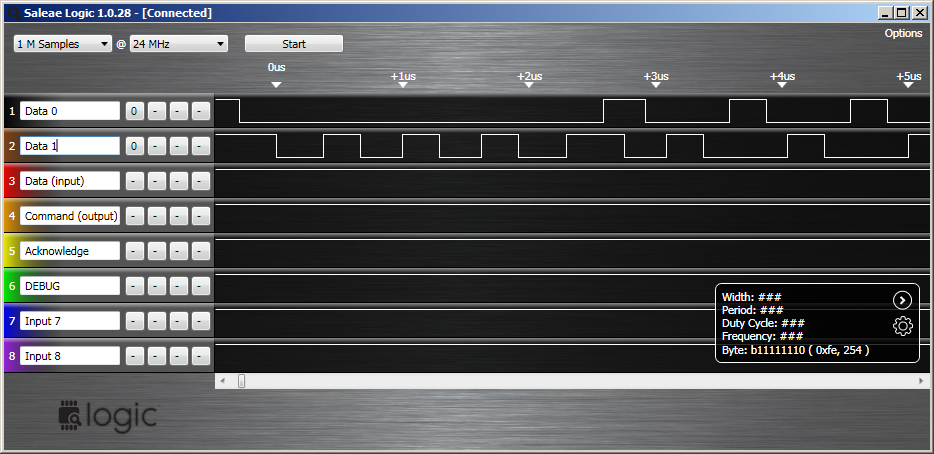 Saleae Logic 1.0.28 - [Connected]
Options
1 M Samples @ 24 MHz Start
0us +1us +2us +3us +4us +5us
1 Data 0 0 - - -
2 Data 1 0 - - -
3 Data (input) - - - -
4 Command (output) - - - -
5 Acknowledge - - - -
6 DEBUG - - - -
7 Input 7 - - - -
8 Input 8 - - - -
Width: ###
Period: ###
Duty Cycle: ###
Frequency: ###
Byte: b11111110 ( 0xfe, 254 )
logic